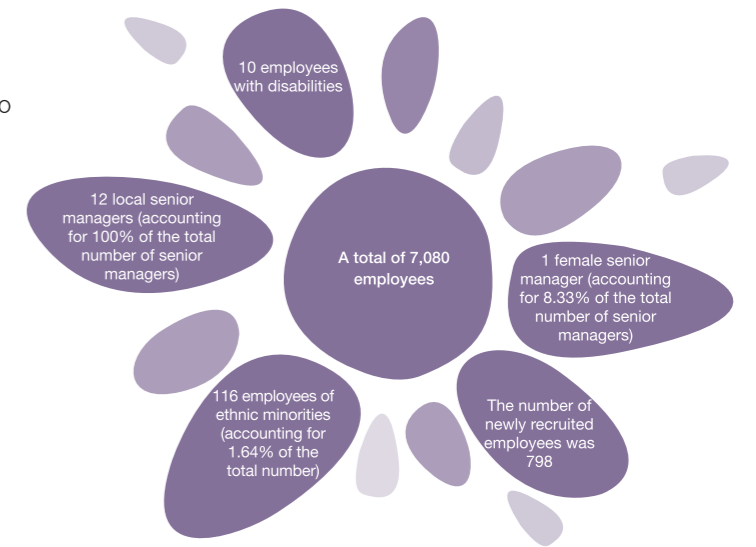 10 employees
with disabilities
12 local senior
managers (accounting
for 100% of the total
number of senior
managers)
A total of 7,080
employees
1 female senior
manager (accounting
for 8.33% of the total
number of senior
managers)
116 employees of
ethnic minorities
(accounting for
1.64% of the
total number)
The number of
newly recruited
employees was
798